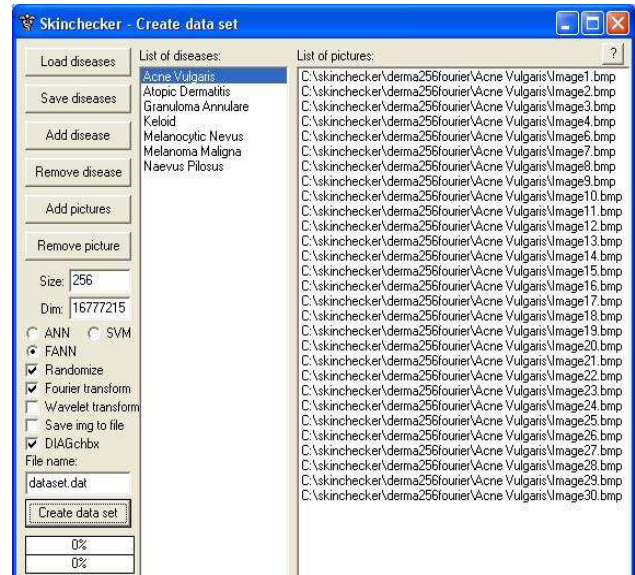 Skinchecker - Create data set
Load diseases
Save diseases
Add disease
Remove disease
Add pictures
Remove picture
Size: 256
Dim: 16777215
ANN SVM
FANN
Randomize
Fourier transform
Wavelet transform
Save img to file
DIAGchbx
File name:
dataset.dat
Create data set
0%
0%
List of diseases:
Acne Vulgaris
Atopic Dermatitis
Granuloma Annulare
Keloid
Melanocytic Nevus
Melanoma Maligna
Naevus Pilosus
List of pictures:
?
C:\skinchecker\derma256fourier\Acne Vulgaris\Image1.bmp
C:\skinchecker\derma256fourier\Acne Vulgaris\Image2.bmp
C:\skinchecker\derma256fourier\Acne Vulgaris\Image3.bmp
C:\skinchecker\derma256fourier\Acne Vulgaris\Image4.bmp
C:\skinchecker\derma256fourier\Acne Vulgaris\Image6.bmp
C:\skinchecker\derma256fourier\Acne Vulgaris\Image7.bmp
C:\skinchecker\derma256fourier\Acne Vulgaris\Image8.bmp
C:\skinchecker\derma256fourier\Acne Vulgaris\Image9.bmp
C:\skinchecker\derma256fourier\Acne Vulgaris\Image10.bmp
C:\skinchecker\derma256fourier\Acne Vulgaris\Image11.bmp
C:\skinchecker\derma256fourier\Acne Vulgaris\Image12.bmp
C:\skinchecker\derma256fourier\Acne Vulgaris\Image13.bmp
C:\skinchecker\derma256fourier\Acne Vulgaris\Image14.bmp
C:\skinchecker\derma256fourier\Acne Vulgaris\Image15.bmp
C:\skinchecker\derma256fourier\Acne Vulgaris\Image16.bmp
C:\skinchecker\derma256fourier\Acne Vulgaris\Image17.bmp
C:\skinchecker\derma256fourier\Acne Vulgaris\Image18.bmp
C:\skinchecker\derma256fourier\Acne Vulgaris\Image19.bmp
C:\skinchecker\derma256fourier\Acne Vulgaris\Image20.bmp
C:\skinchecker\derma256fourier\Acne Vulgaris\Image21.bmp
C:\skinchecker\derma256fourier\Acne Vulgaris\Image22.bmp
C:\skinchecker\derma256fourier\Acne Vulgaris\Image23.bmp
C:\skinchecker\derma256fourier\Acne Vulgaris\Image24.bmp
C:\skinchecker\derma256fourier\Acne Vulgaris\Image25.bmp
C:\skinchecker\derma256fourier\Acne Vulgaris\Image26.bmp
C:\skinchecker\derma256fourier\Acne Vulgaris\Image27.bmp
C:\skinchecker\derma256fourier\Acne Vulgaris\Image28.bmp
C:\skinchecker\derma256fourier\Acne Vulgaris\Image29.bmp
C:\skinchecker\derma256fourier\Acne Vulgaris\Image30.bmp